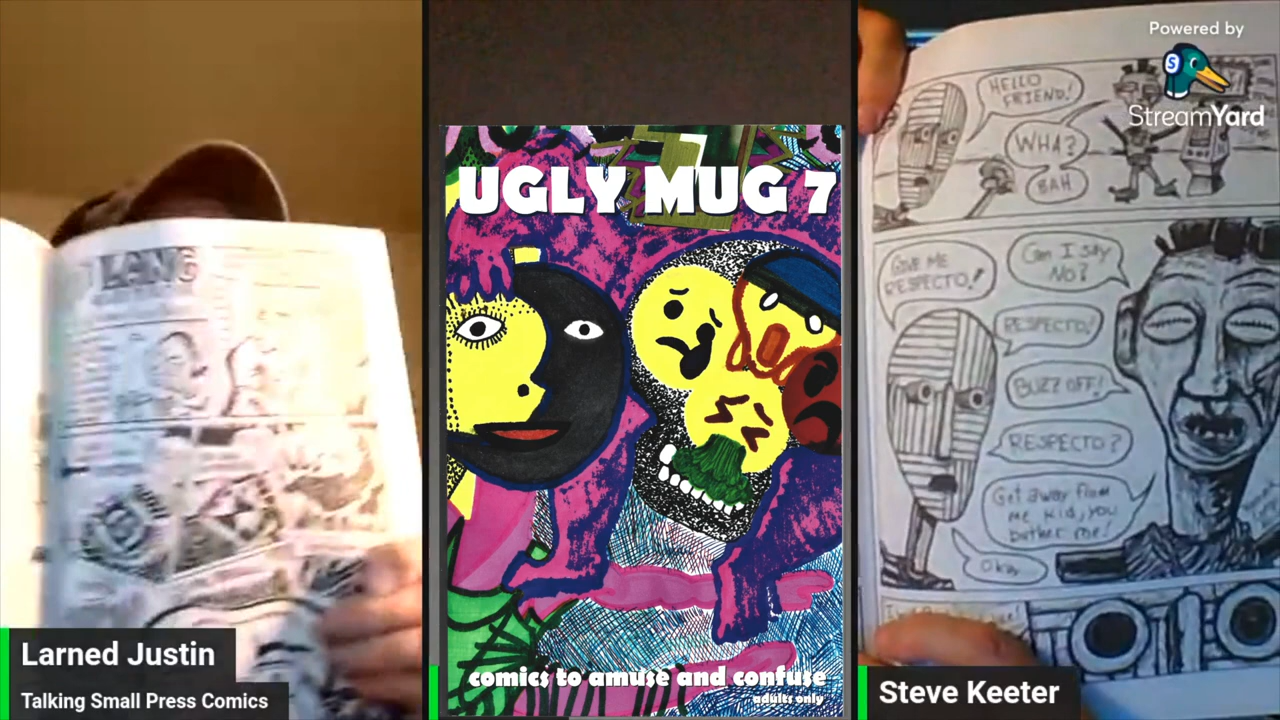 LANG
Larned Justin
Talking Small Press Comics
UGLY MUG 7
comics to amuse and confuse
adults only
Powered by
StreamYard
HELLO
FRIEND!
WHA?
BAH
GIVE ME
RESPECTO!
Can I say
NO?
RESPECTO!
BUZZ OFF!
RESPECTO?
Get away from
me kid, you
bother me!
Okay
Steve Keeter